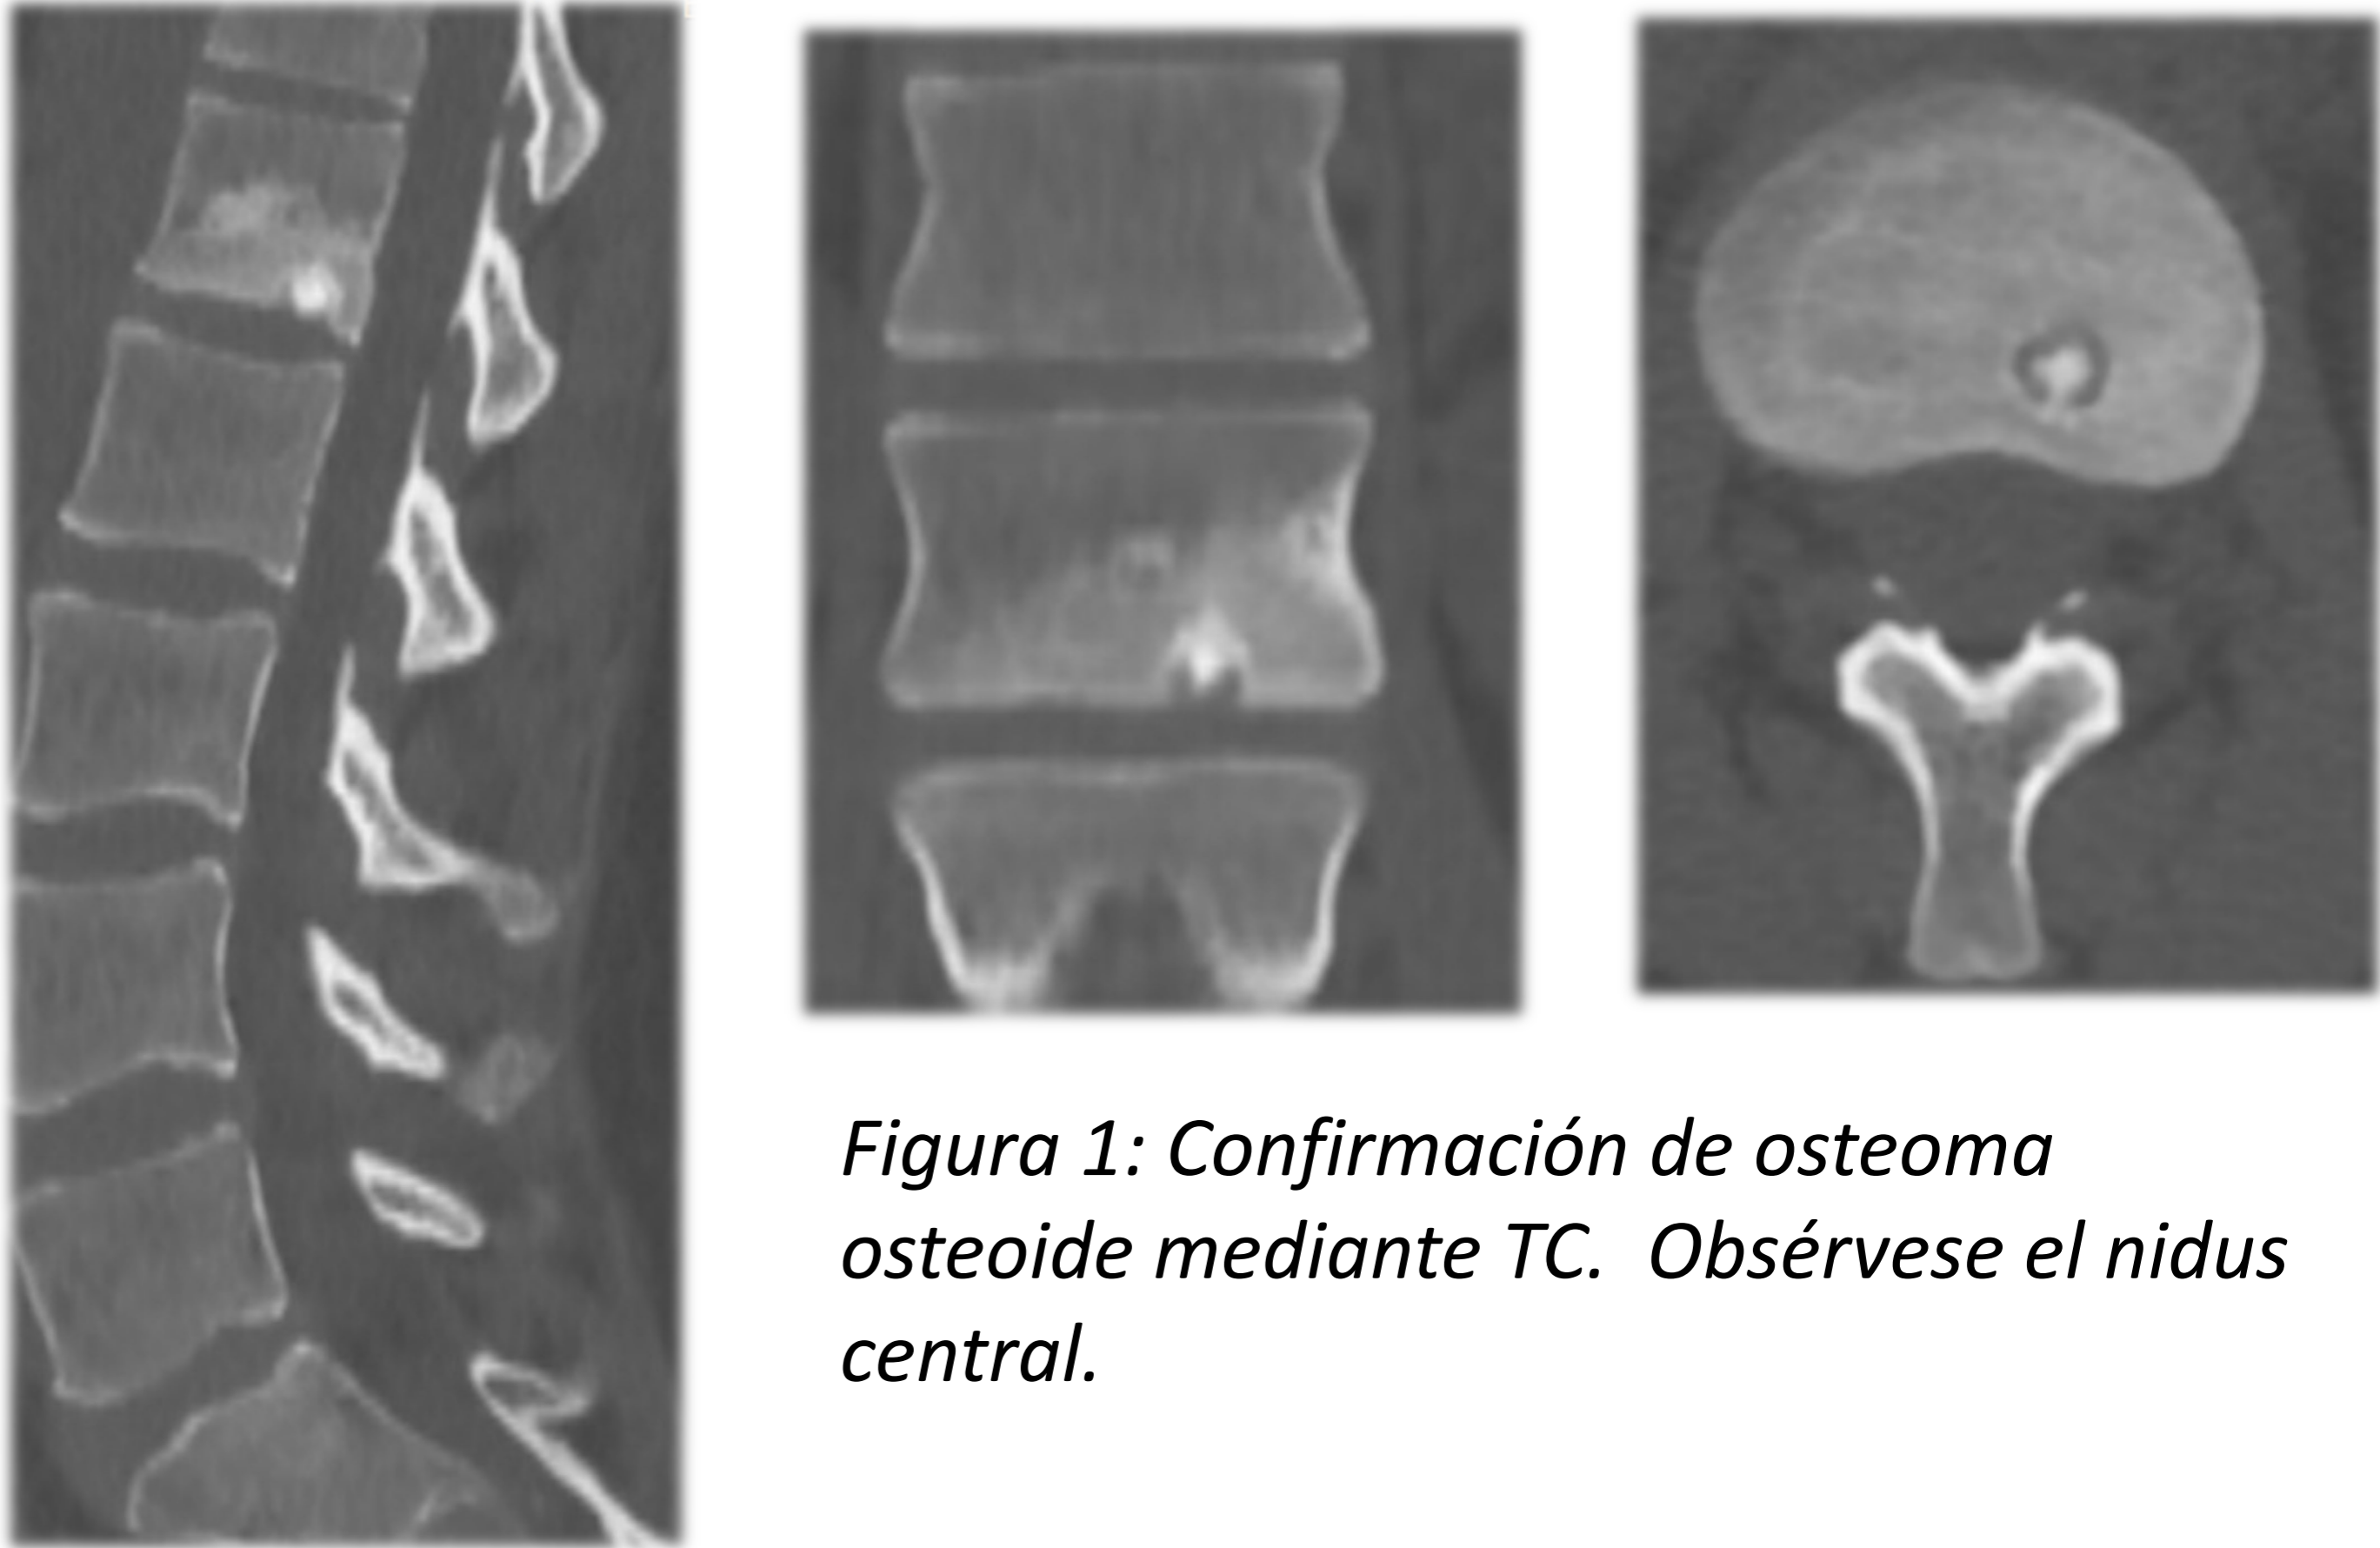 Figura 1: Confirmación de osteoma
osteoide mediante TC. Obsérvese el nidus
central.